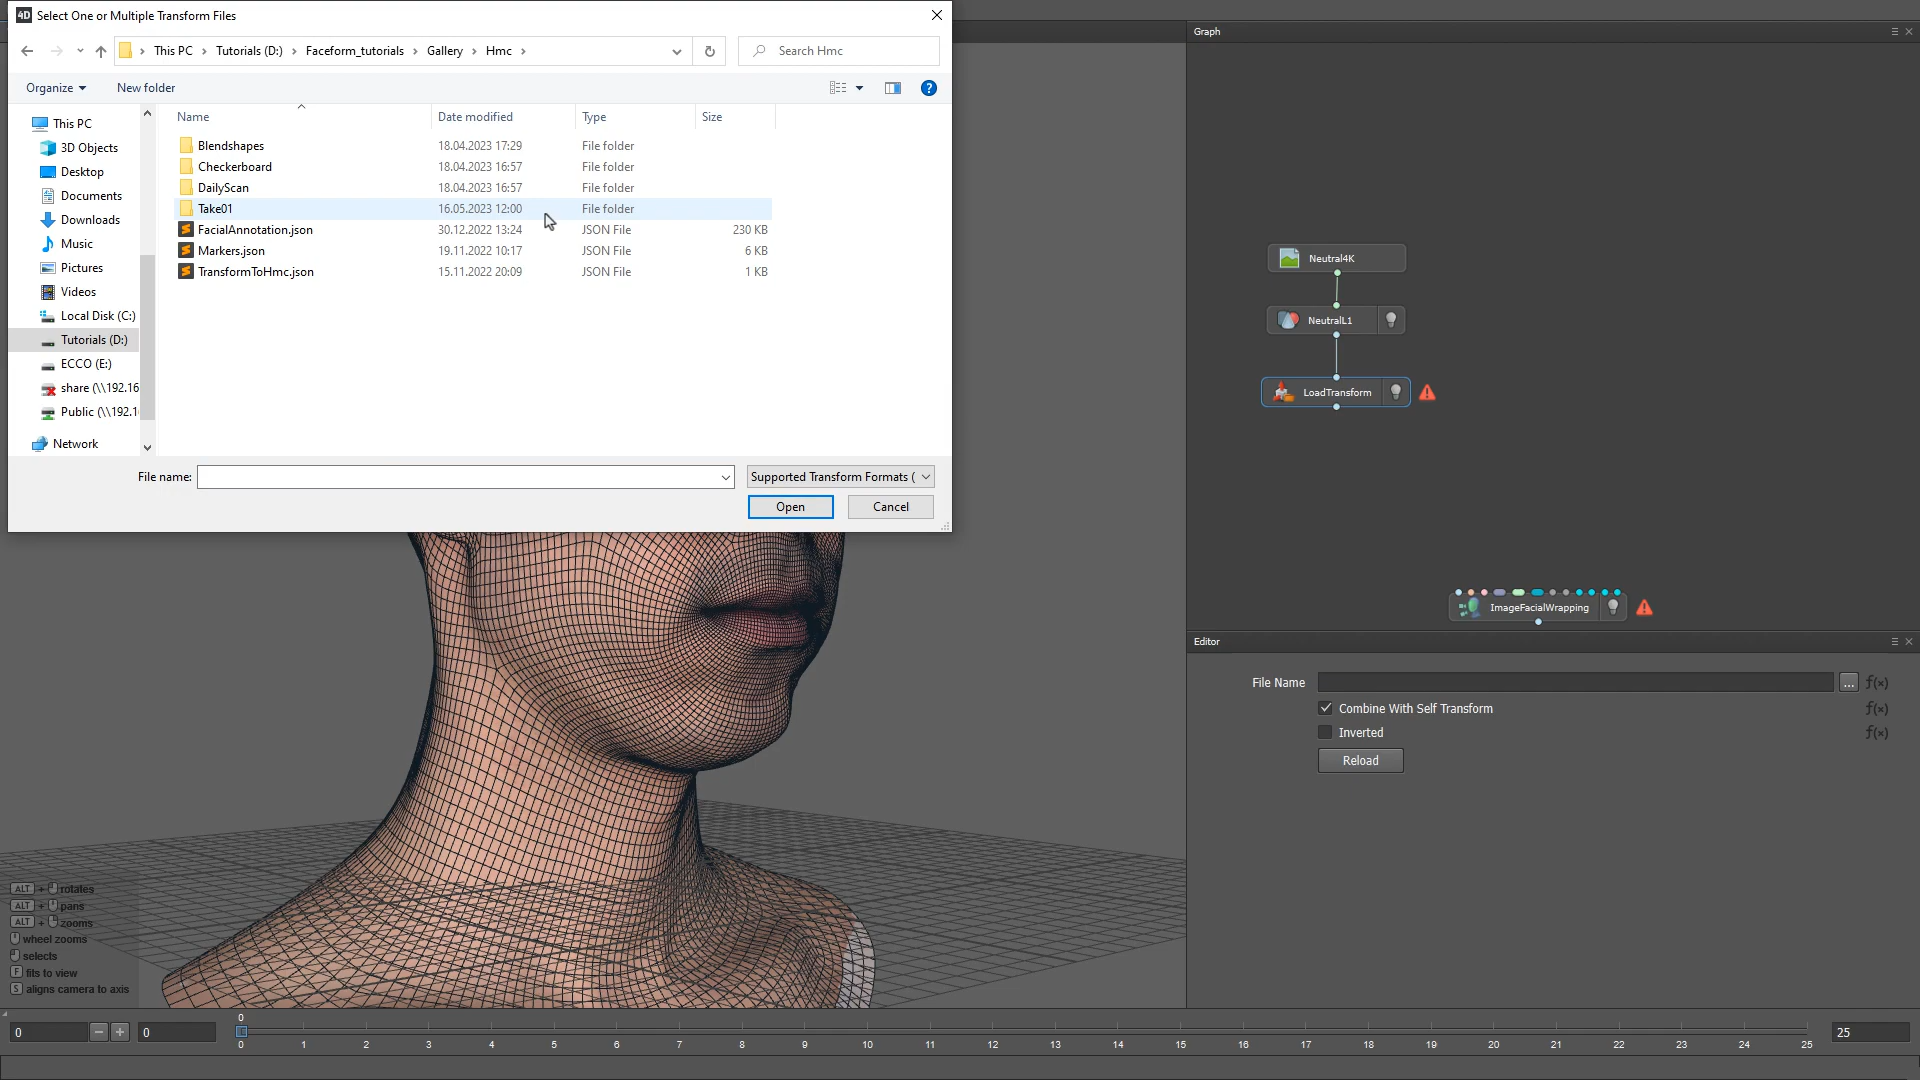 4D Select One or Multiple Transform Files
This PC > Tutorials (D:) > Faceform_tutorials > Gallery > Hmc >
Search Hmc
Organize
New folder
Name Date modified Type Size
Blendshapes 18.04.2023 17:29 File folder
Checkerboard 18.04.2023 16:57 File folder
DailyScan 18.04.2023 16:57 File folder
Take01 16.05.2023 12:00 File folder
FacialAnnotation.json 30.12.2022 13:24 JSON File 230 KB
Markers.json 19.11.2022 10:17 JSON File 6 KB
TransformToHmc.json 15.11.2022 20:09 JSON File 1 KB
This PC
3D Objects
Desktop
Documents
Downloads
Music
Pictures
Videos
Local Disk (C:)
Tutorials (D:)
ECCO (E:)
share (\\192.16
Public (\\192.1
Network
File name:
Supported Transform Formats (
Open
Cancel
Graph
Neutral4K
NeutralL1
LoadTransform
ImageFacialWrapping
Editor
File Name
... f(x)
Combine With Self Transform f(x)
Inverted f(x)
Reload
ALT + rotates
ALT + pans
ALT + zooms
wheel zooms
selects
F fits to view
S aligns camera to axis
0
0
0
0 1 2 3 4 5 6 7 8 9 10 11 12 13 14 15 16 17 18 19 20 21 22 23 24 25
25